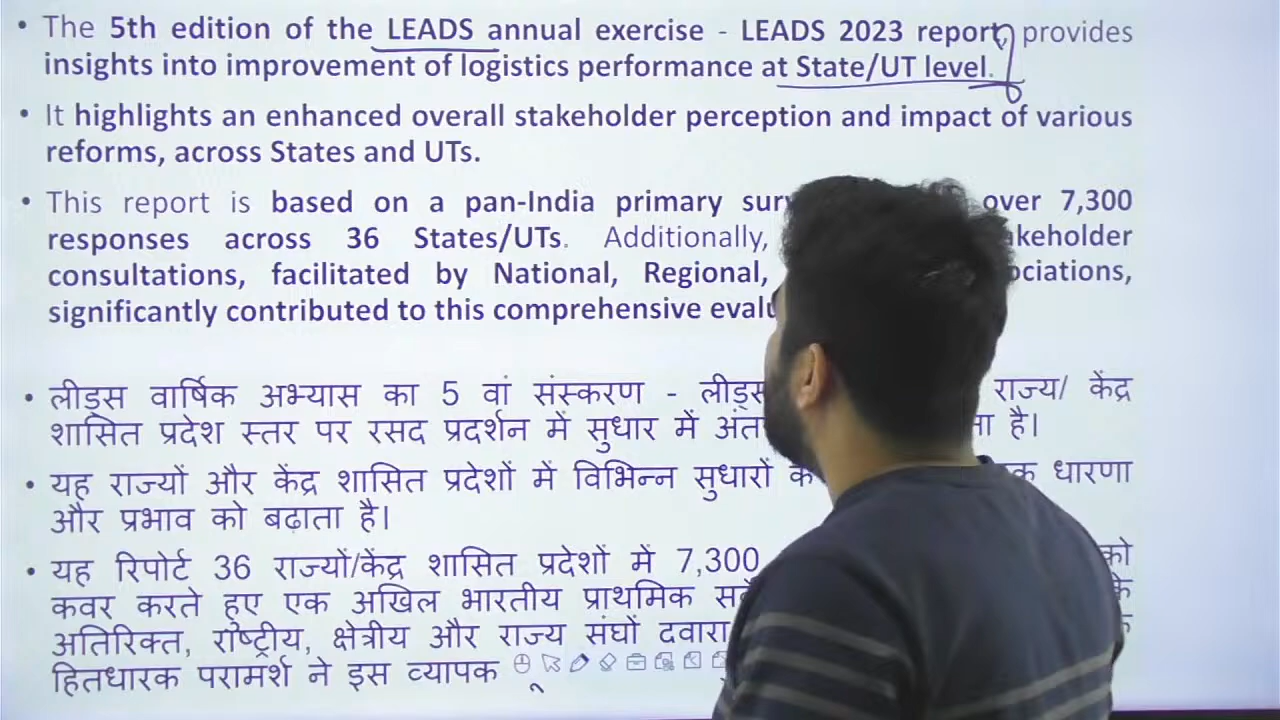 • The 5th edition of the LEADS annual exercise - LEADS 2023 report, provides
insights into improvement of logistics performance at State/UT level.
• It highlights an enhanced overall stakeholder perception and impact of various
reforms, across States and UTs.
• This report is based on a pan-India primary over 7,300
responses across 36 States/UTs. Additionally,
consultations, facilitated by National, Regional,
significantly contributed to this comprehensive
• लीड्स वार्षिक अभ्यास का 5 वां संस्करण - लीड्स राज्य/ केंद्र
शासित प्रदेश स्तर पर रसद प्रदर्शन में सुधार में है।
• यह राज्यों और केंद्र शासित प्रदेशों में विभिन्न सुधारों धारणा
और प्रभाव को बढ़ाता है।
• यह रिपोर्ट 36 राज्यों/केंद्र शासित प्रदेशों में 7,300 को
कवर करते हुए एक अखिल भारतीय प्राथमिक
अतिरिक्त, राष्ट्रीय, क्षेत्रीय और राज्य संघों दवारा
हितधारक परामर्श ने इस व्यापक